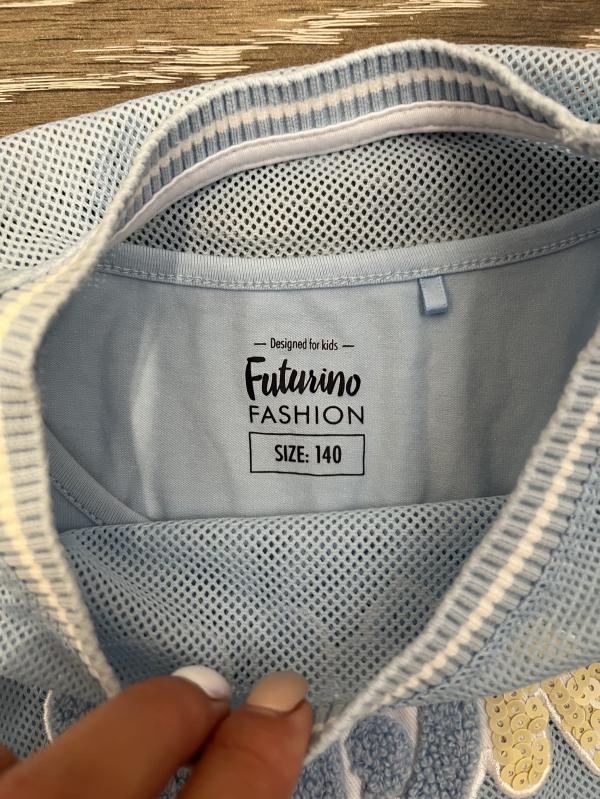 — Designed for kids —
Futurino
FASHION
SIZE: 140